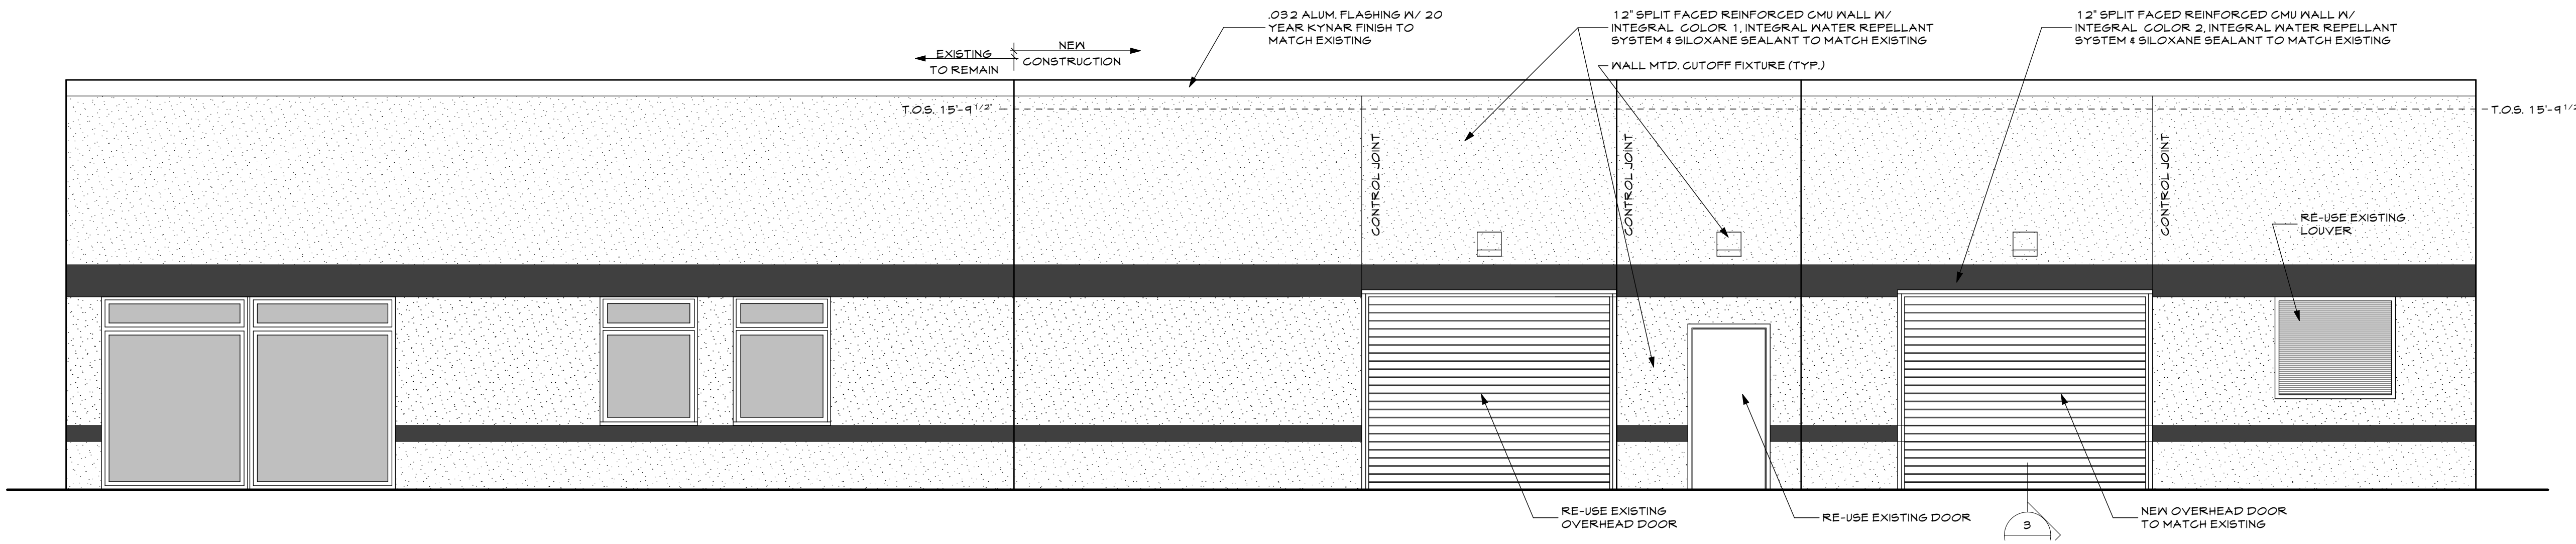 .032 ALUM. FLASHING W/ 20
YEAR KYNAR FINISH TO
MATCH EXISTING
12" SPLIT FACED REINFORCED CMU WALL W/
INTEGRAL COLOR 1, INTEGRAL WATER REPELLANT
SYSTEM & SILOXANE SEALANT TO MATCH EXISTING
12" SPLIT FACED REINFORCED CMU WALL W/
INTEGRAL COLOR 2, INTEGRAL WATER REPELLANT
SYSTEM & SILOXANE SEALANT TO MATCH EXISTING
EXISTING
TO REMAIN
NEW
CONSTRUCTION
WALL MTD. CUTOFF FIXTURE (TYP.)
T.O.S. 15'-9 1/2"
T.O.S. 15'-9 1/2
CONTROL JOINT
CONTROL JOINT
CONTROL JOINT
RE-USE EXISTING
LOUVER
RE-USE EXISTING
OVERHEAD DOOR
RE-USE EXISTING DOOR
3
NEW OVERHEAD DOOR
TO MATCH EXISTING